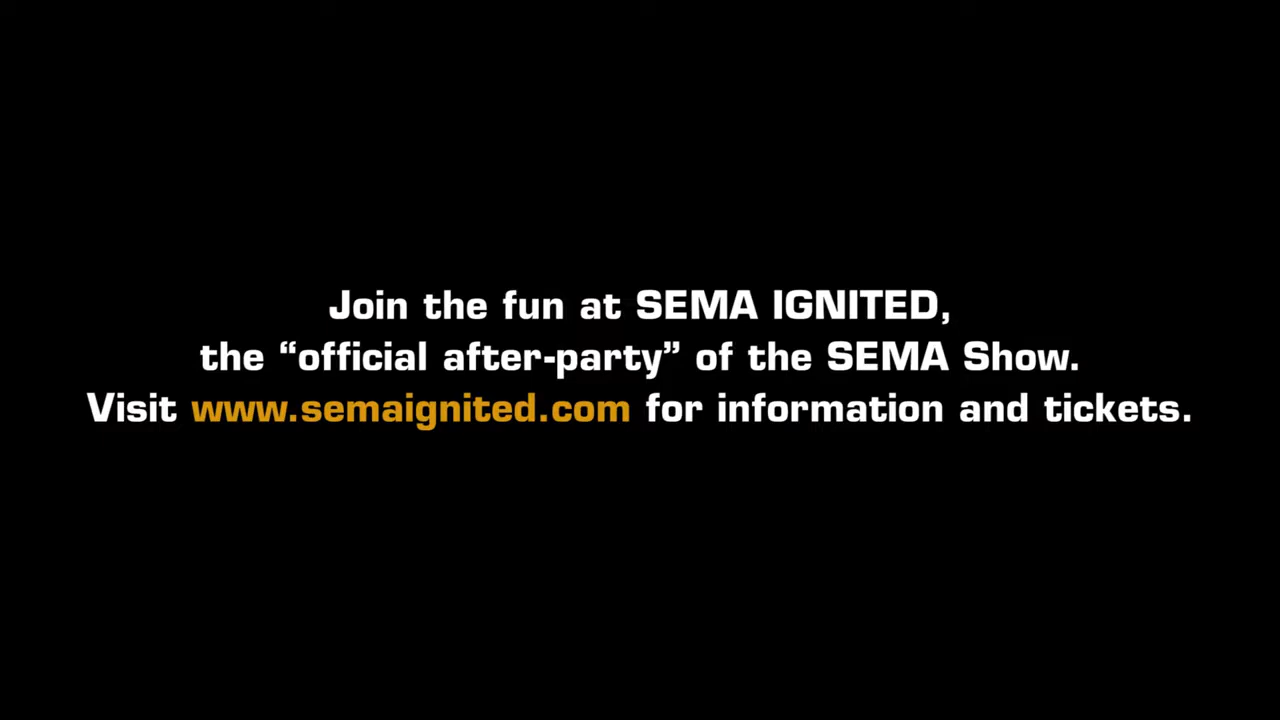 Join the fun at SEMA IGNITED,
the “official after-party” of the SEMA Show.
Visit www.semaignited.com for information and tickets.